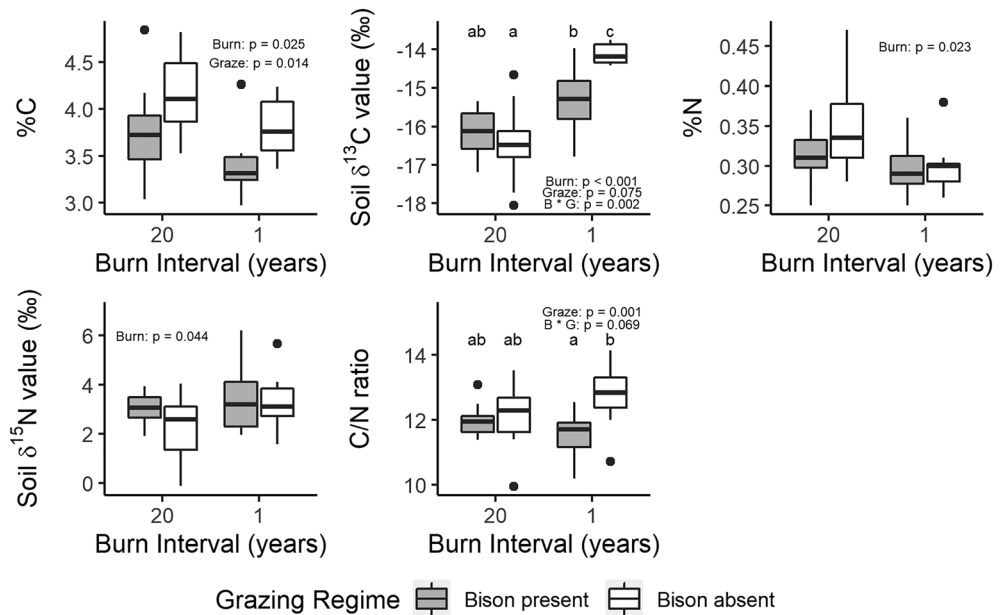 %C
4.5
4.0
3.5
3.0
Burn: p = 0.025
Graze: p = 0.014
20
1
Burn Interval (years)
Soil δ13C value (‰)
-14
-15
-16
-17
-18
ab
a
b
c
Burn: p < 0.001
Graze: p = 0.075
B * G: p = 0.002
20
1
Burn Interval (years)
%N
0.45
0.40
0.35
0.30
0.25
Burn: p = 0.023
20
1
Burn Interval (years)
Soil δ15N value (‰)
6
4
2
0
Burn: p = 0.044
20
1
Burn Interval (years)
C/N ratio
14
12
10
Graze: p = 0.001
B * G: p = 0.069
ab
ab
a
b
20
1
Burn Interval (years)
Grazing Regime Bison present Bison absent